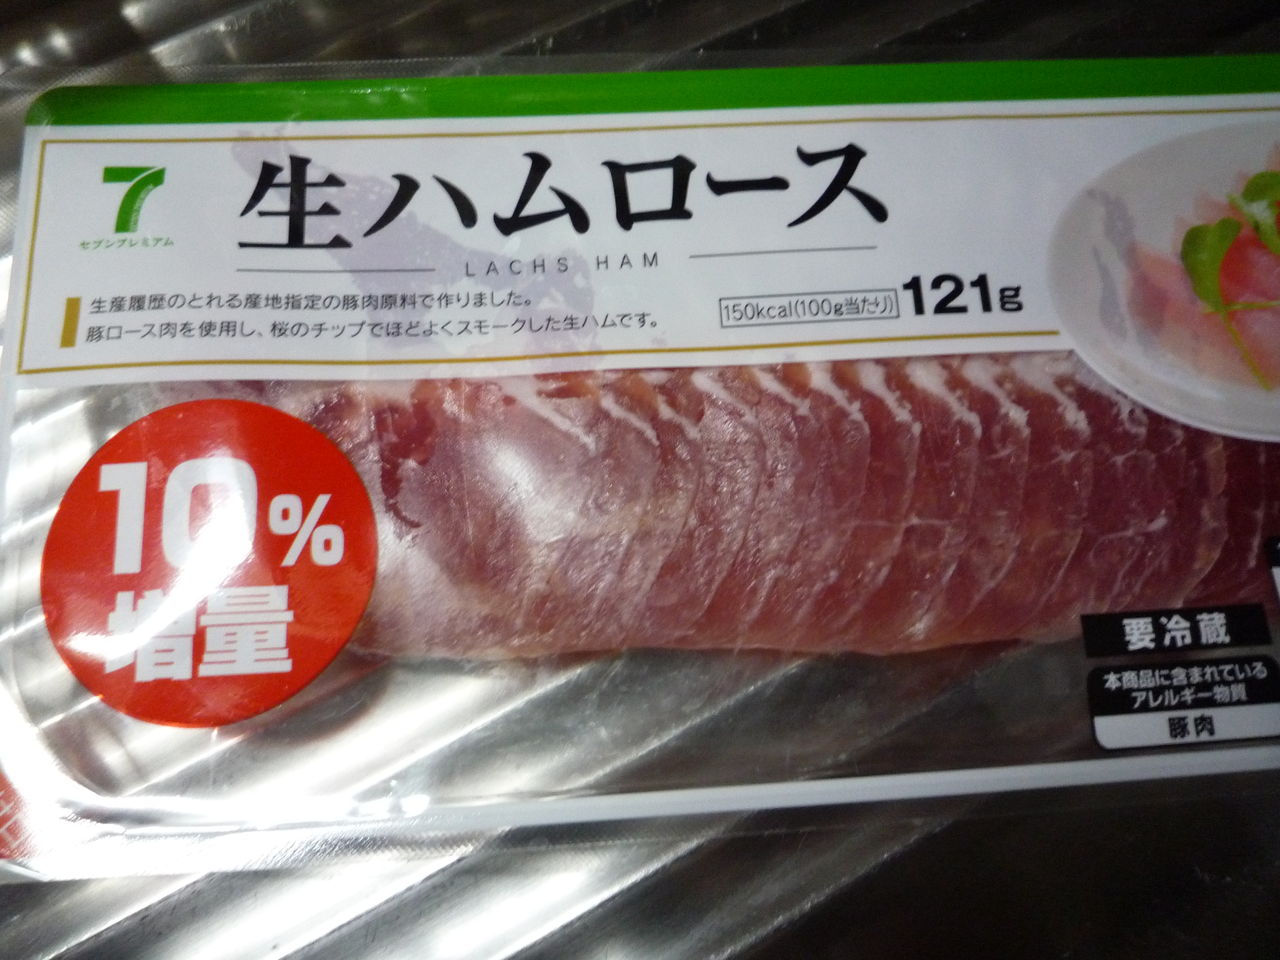 7
セブンプレミアム
生ハムロース
LACHS HAM
生産履歴のとれる産地指定の豚肉原料で作りました。
豚ロース肉を使用し、桜のチップでほどよくスモークした生ハムです。
150kcal(100g当たり) 121g
10%
増量
要冷蔵
本商品に含まれている
アレルギー物質
豚肉